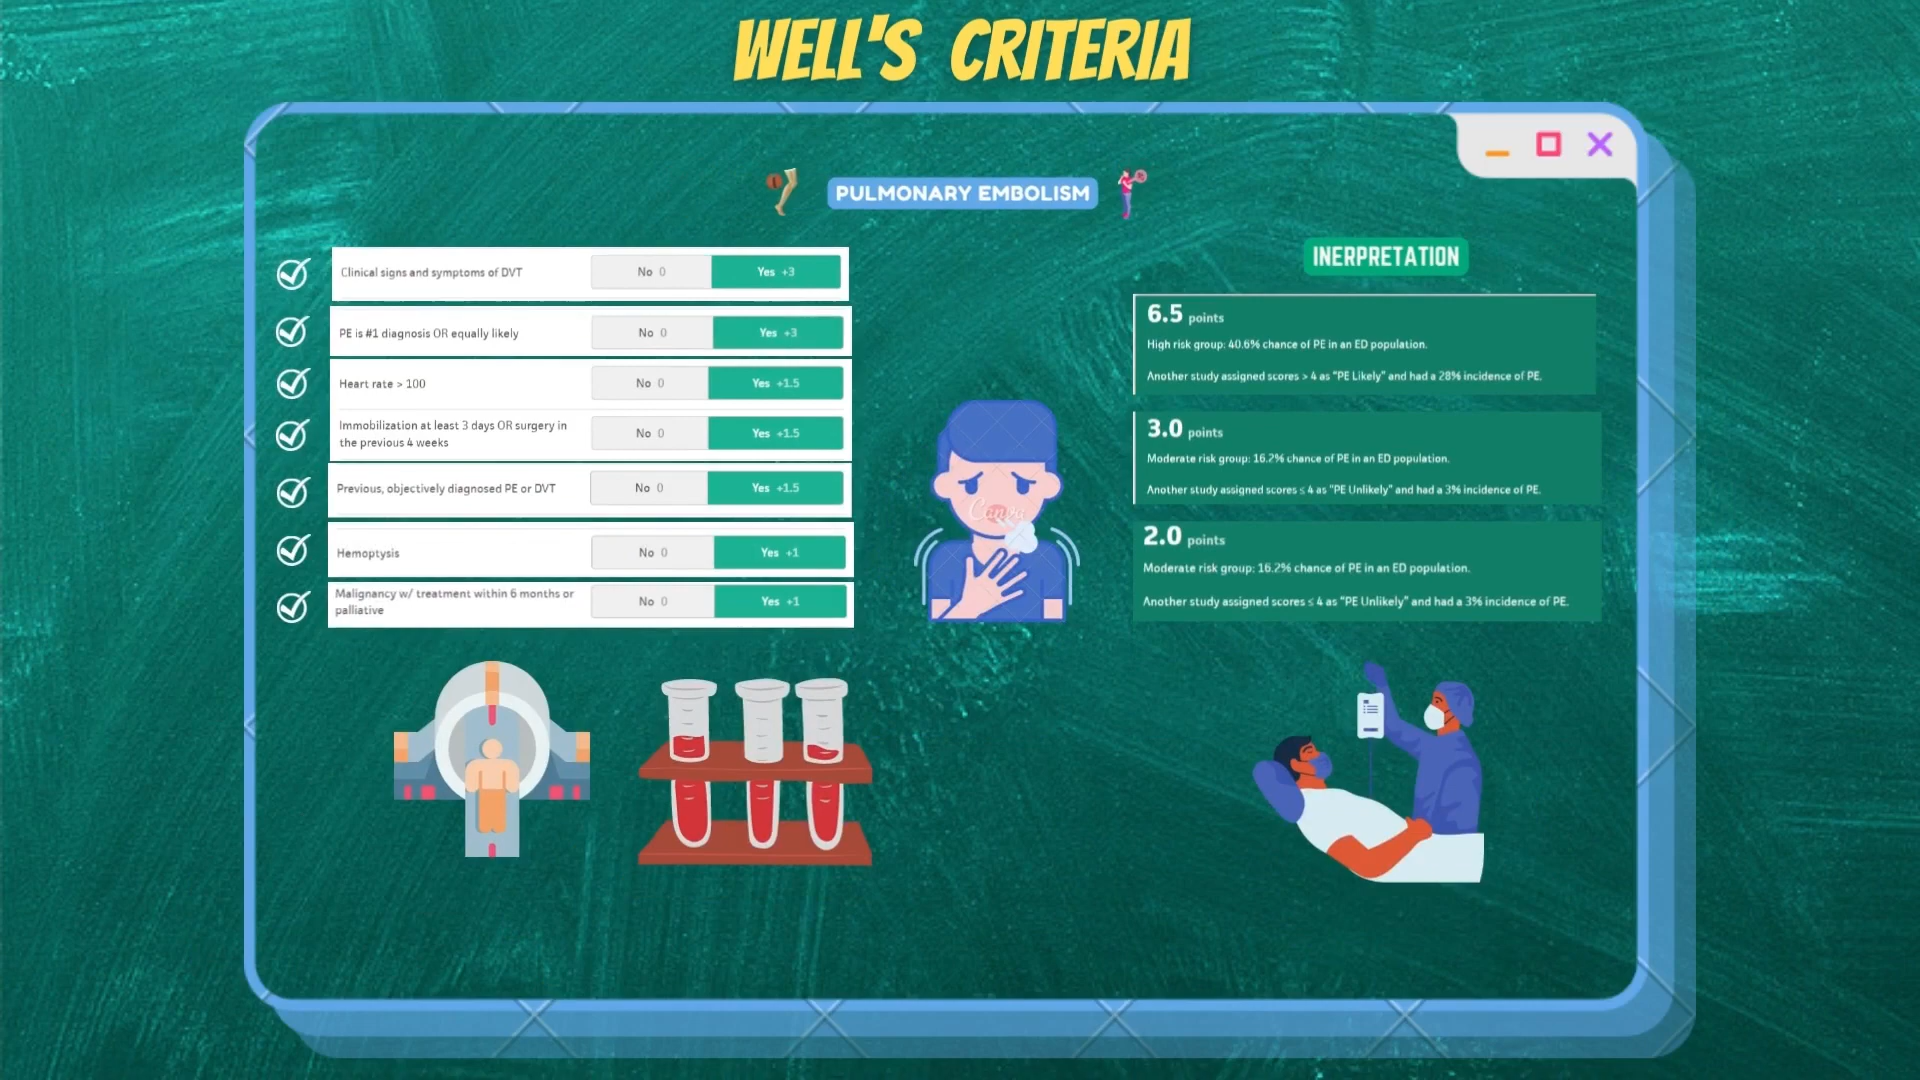 WELL'S CRITERIA
PULMONARY EMBOLISM
Clinical signs and symptoms of DVT No 0 Yes +3
PE is #1 diagnosis OR equally likely No 0 Yes +3
Heart rate > 100 No 0 Yes +1.5
Immobilization at least 3 days OR surgery in
the previous 4 weeks No 0 Yes +1.5
Previous, objectively diagnosed PE or DVT No 0 Yes +1.5
Hemoptysis No 0 Yes +1
Malignancy w/ treatment within 6 months or
palliative No 0 Yes +1
Canva
INERPRETATION
6.5 points
High risk group: 40.6% chance of PE in an ED population.
Another study assigned scores > 4 as "PE Likely" and had a 28% incidence of PE.
3.0 points
Moderate risk group: 16.2% chance of PE in an ED population.
Another study assigned scores ≤ 4 as "PE Unlikely" and had a 3% incidence of PE.
2.0 points
Moderate risk group: 16.2% chance of PE in an ED population.
Another study assigned scores ≤ 4 as "PE Unlikely" and had a 3% incidence of PE.